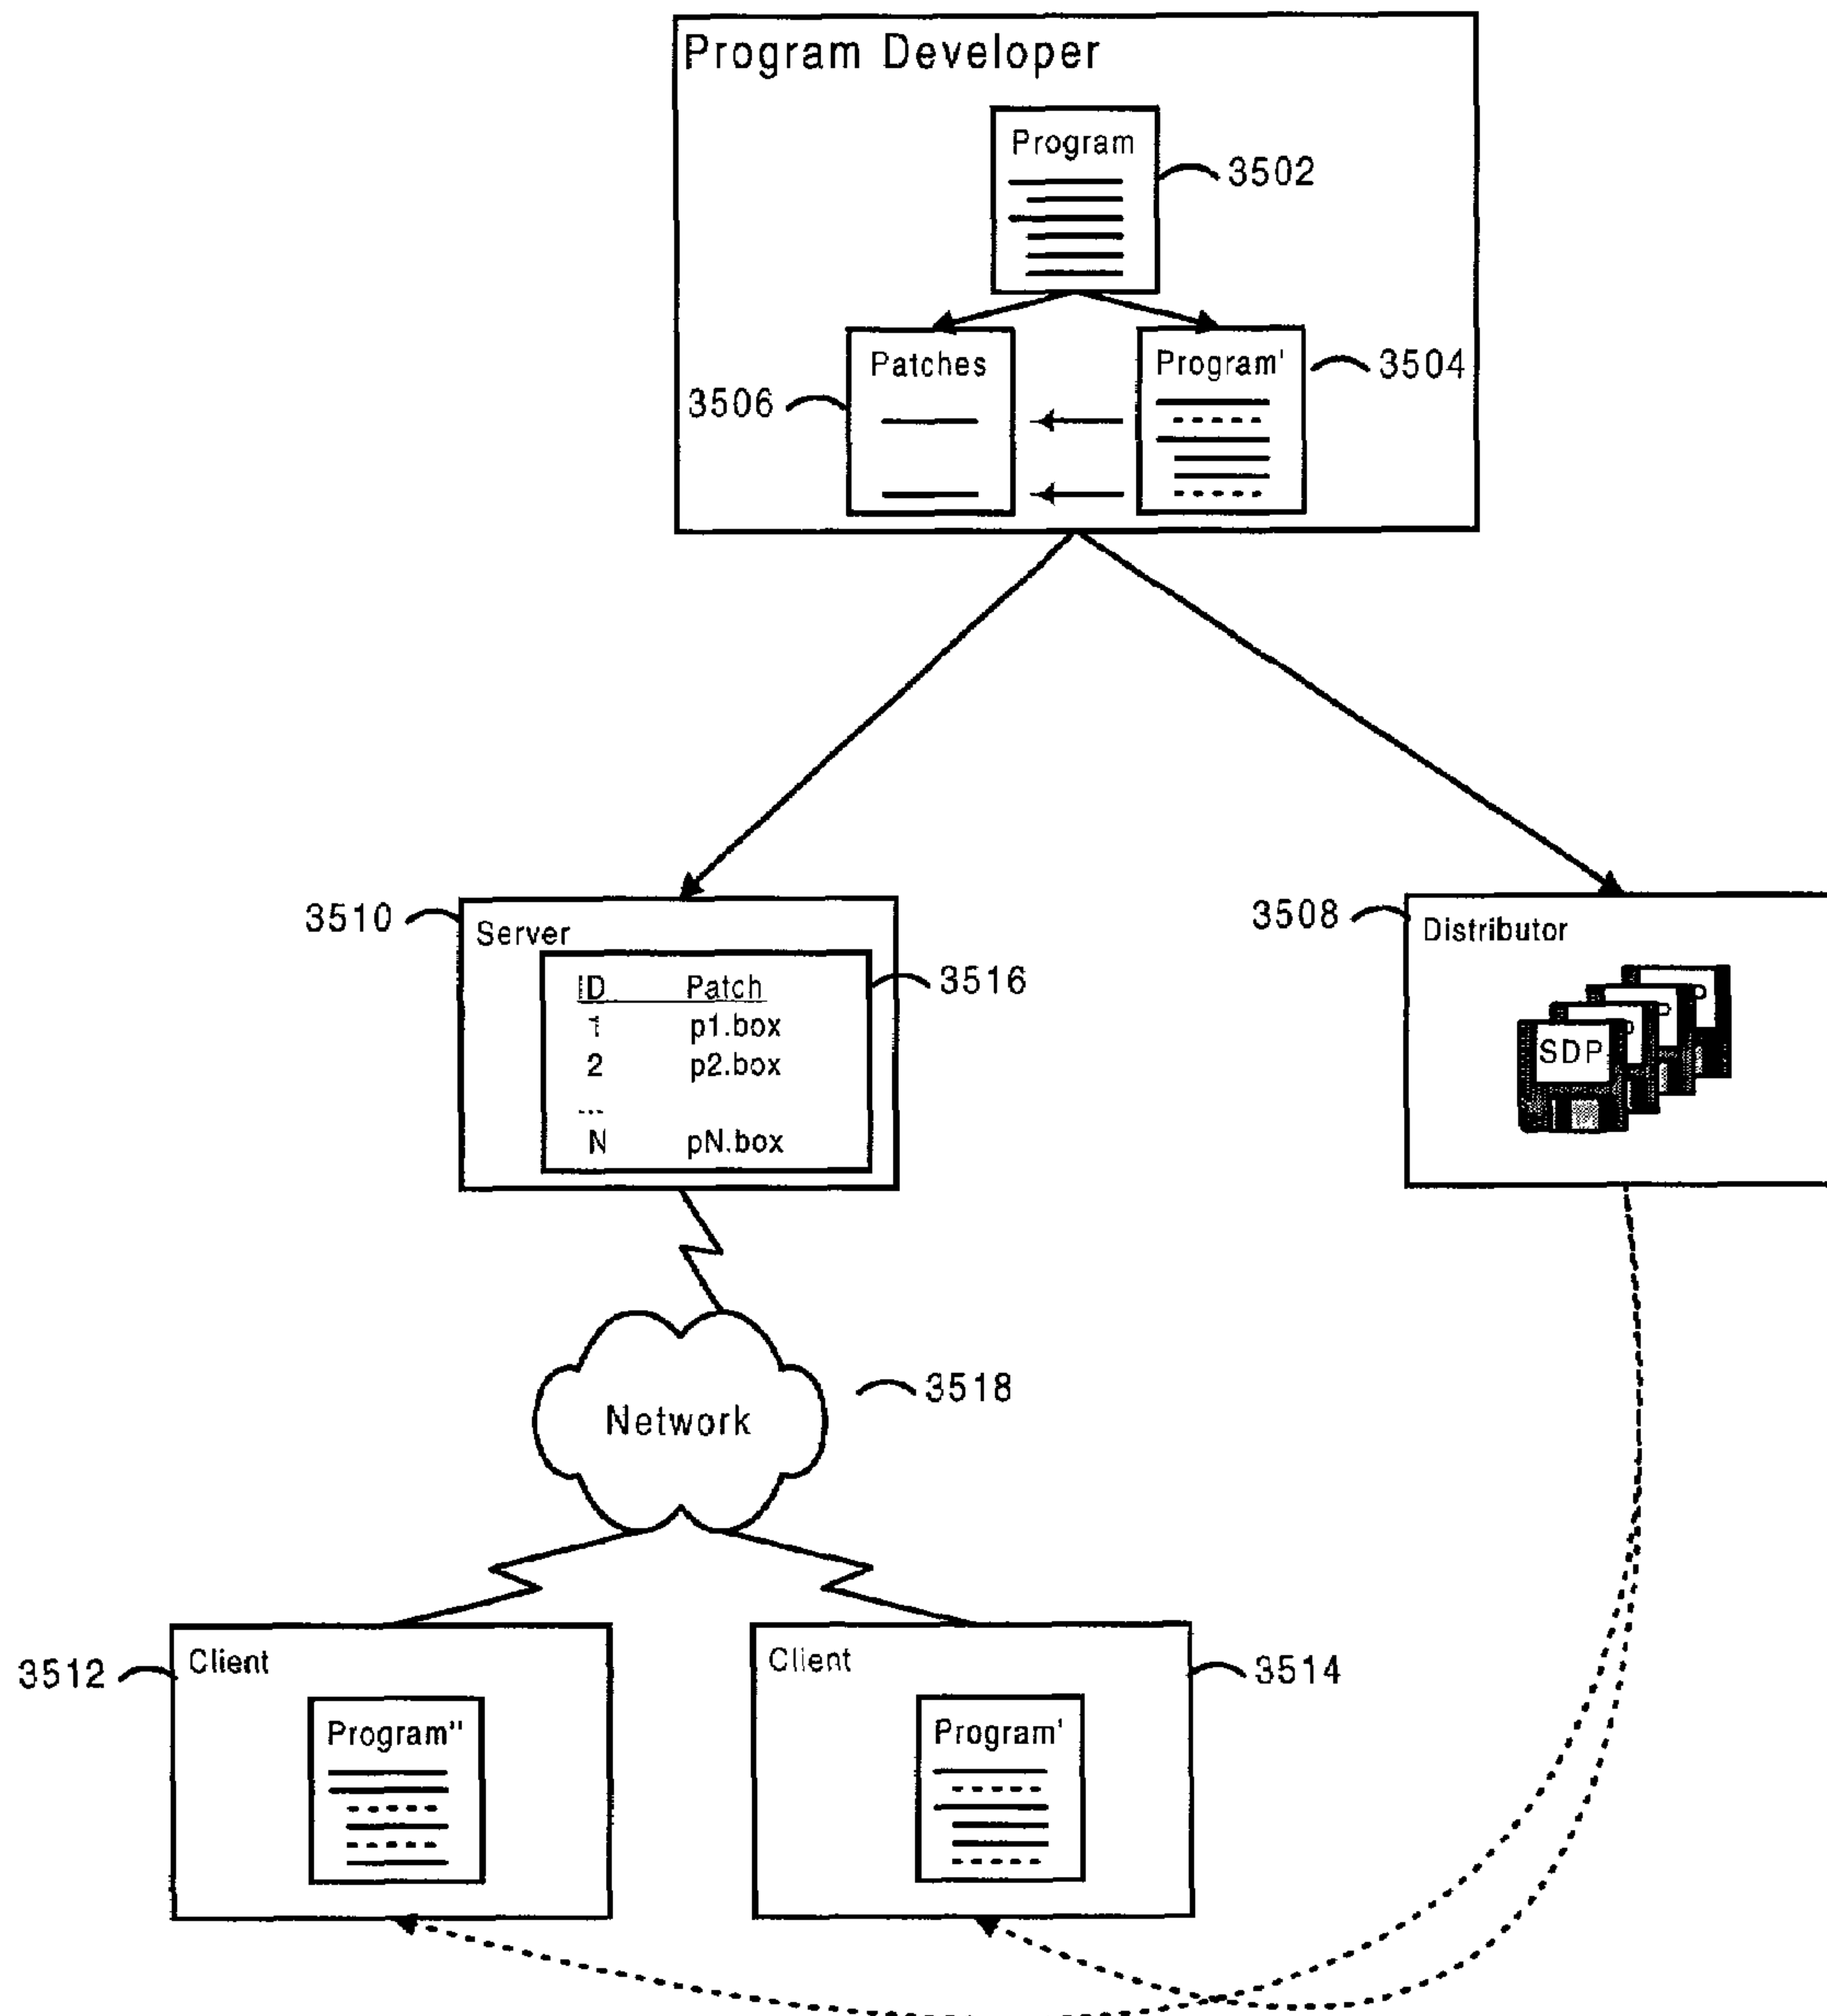 Program Developer
Program
3502
Patches
Program'
3504
3506
3510
Server
3508
Distributor
ID Patch
3516
1 p1.box
2 p2.box
...
N pN.box
SDP
3518
Network
3512
Client
Client
3514
Program''
Program'